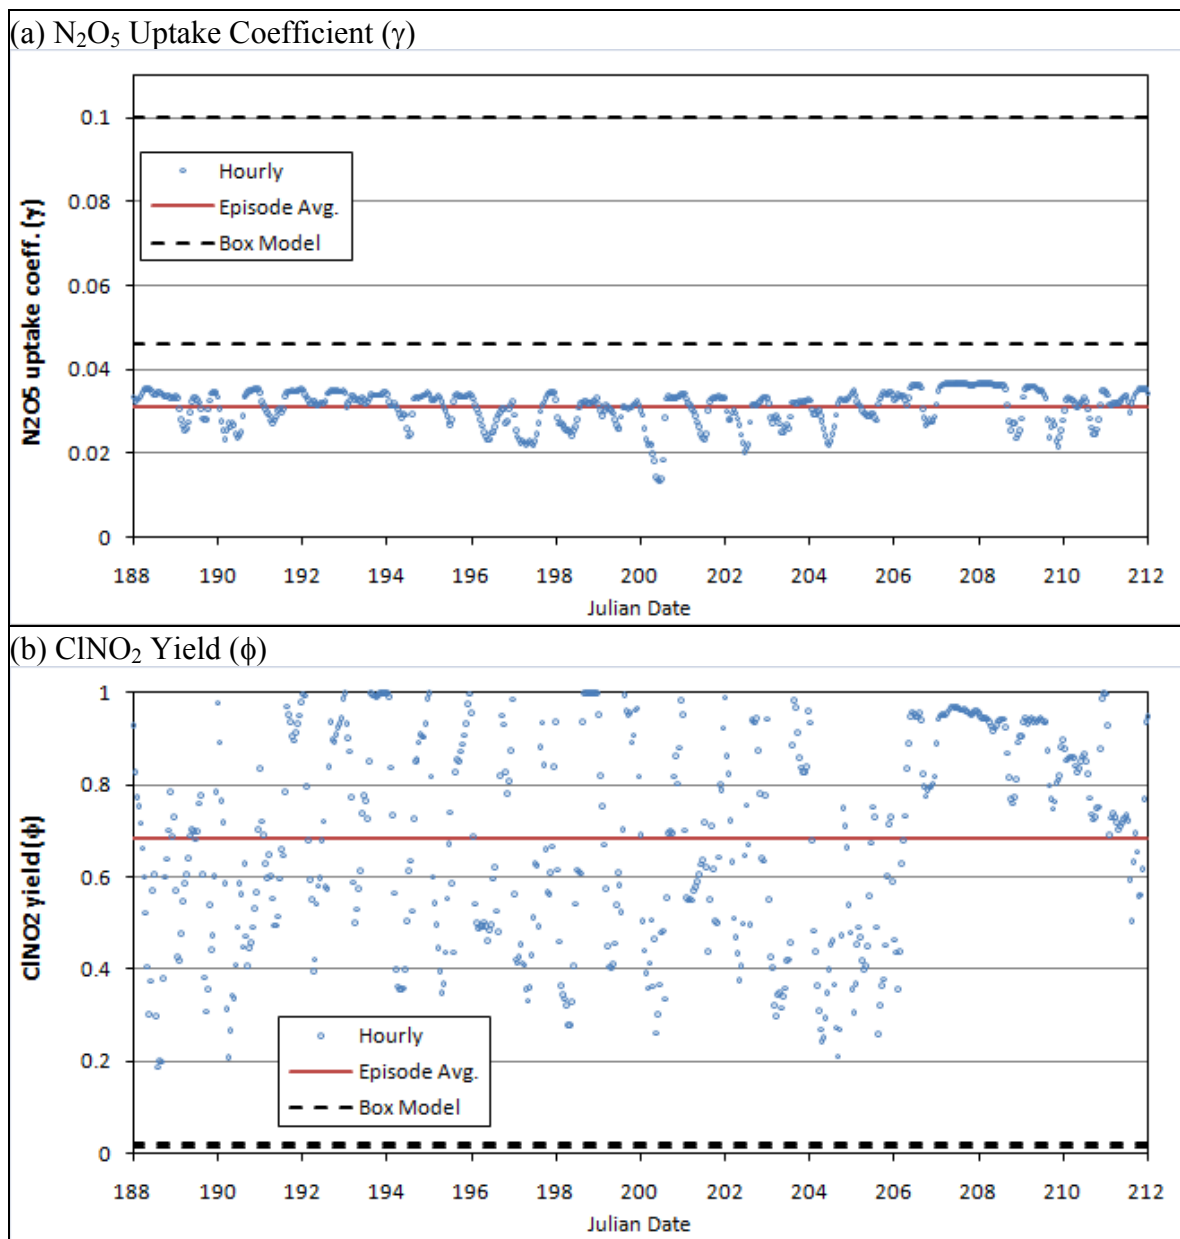 (a) N₂O₅ Uptake Coefficient (γ)
0.1
0.08
0.06
0.04
0.02
0
N2O5 uptake coeff. (γ)
Hourly
Episode Avg.
Box Model
188 190 192 194 196 198 200 202 204 206 208 210 212
Julian Date
(b) ClNO₂ Yield (ϕ)
1
0.8
0.6
0.4
0.2
0
ClNO2 yield (ϕ)
Hourly
Episode Avg.
Box Model
188 190 192 194 196 198 200 202 204 206 208 210 212
Julian Date